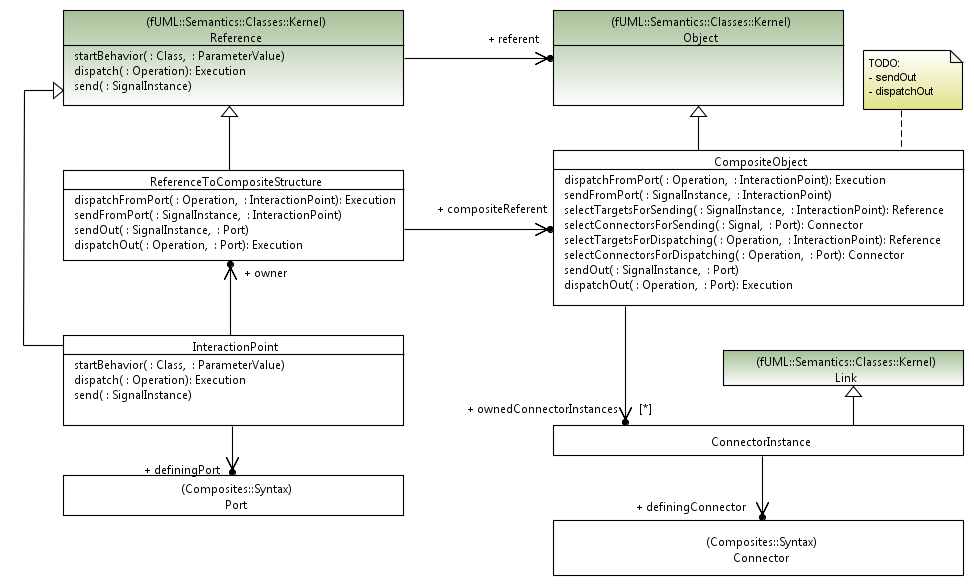 (fUML::Semantics::Classes::Kernel)
Reference
startBehavior( : Class,  : ParameterValue)
dispatch( : Operation): Execution
send( : SignalInstance)
+ referent
(fUML::Semantics::Classes::Kernel)
Object
TODO:
- sendOut
- dispatchOut
ReferenceToCompositeStructure
dispatchFromPort( : Operation,  : InteractionPoint): Execution
sendFromPort( : SignalInstance,  : InteractionPoint)
sendOut( : SignalInstance,  : Port)
dispatchOut( : Operation,  : Port): Execution
+ compositeReferent
CompositeObject
dispatchFromPort( : Operation,  : InteractionPoint): Execution
sendFromPort( : SignalInstance,  : InteractionPoint)
selectTargetsForSending( : SignalInstance,  : InteractionPoint): Reference
selectConnectorsForSending( : Signal,  : Port): Connector
selectTargetsForDispatching( : Operation,  : InteractionPoint): Reference
selectConnectorsForDispatching( : Operation,  : Port): Connector
sendOut( : SignalInstance,  : Port)
dispatchOut( : Operation,  : Port): Execution
+ owner
InteractionPoint
startBehavior( : Class,  : ParameterValue)
dispatch( : Operation): Execution
send( : SignalInstance)
(fUML::Semantics::Classes::Kernel)
Link
+ ownedConnectorInstances [*]
ConnectorInstance
+ definingPort
(Composites::Syntax)
Port
+ definingConnector
(Composites::Syntax)
Connector